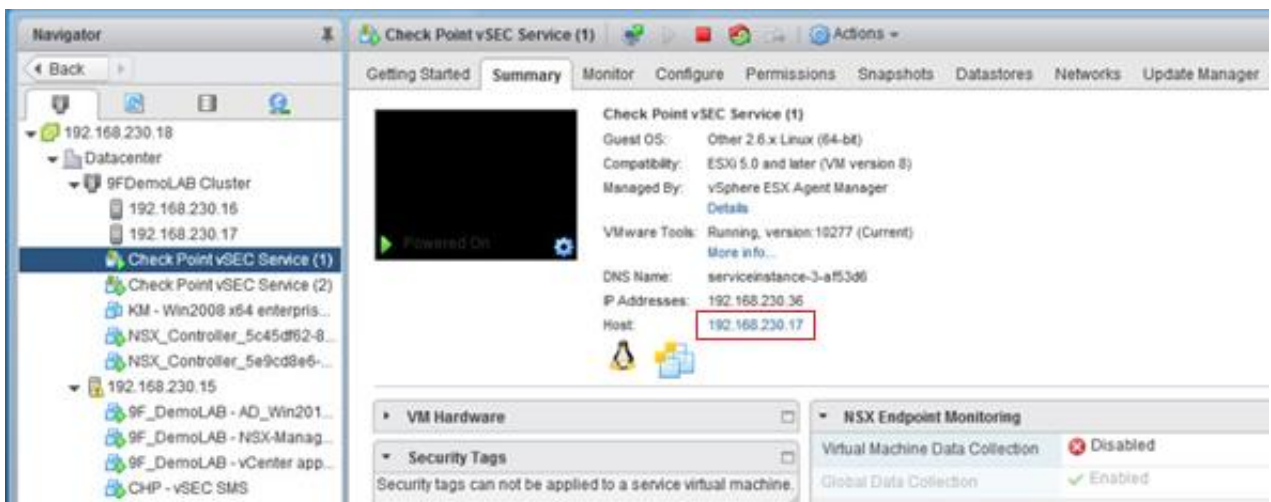 Navigator
Check Point vSEC Service (1) Actions
Back
Getting Started Summary Monitor Configure Permissions Snapshots Datastores Networks Update Manager
192.168.230.18
Datacenter
9FDemoLAB Cluster
192.168.230.16
192.168.230.17
Check Point vSEC Service (1)
Check Point vSEC Service (2)
KM - Win2008 x64 enterpris...
NSX_Controller_5c45df62-8...
NSX_Controller_5e9cd8e6-...
192.168.230.15
9F_DemoLAB - AD_Win201...
9F_DemoLAB - NSX-Manag...
9F_DemoLAB - vCenter app...
CHP - vSEC SMS
Powered On
Check Point vSEC Service (1)
Guest OS: Other 2.6.x Linux (64-bit)
Compatibility: ESXi 5.0 and later (VM version 8)
Managed By: vSphere ESX Agent Manager
Details
VMware Tools: Running, version:10277 (Current)
More info...
DNS Name: serviceinstance-3-af53d6
IP Addresses: 192.168.230.36
Host: 192.168.230.17
VM Hardware
Security Tags
Security tags can not be applied to a service virtual machine.
NSX Endpoint Monitoring
Virtual Machine Data Collection Disabled
Global Data Collection Enabled